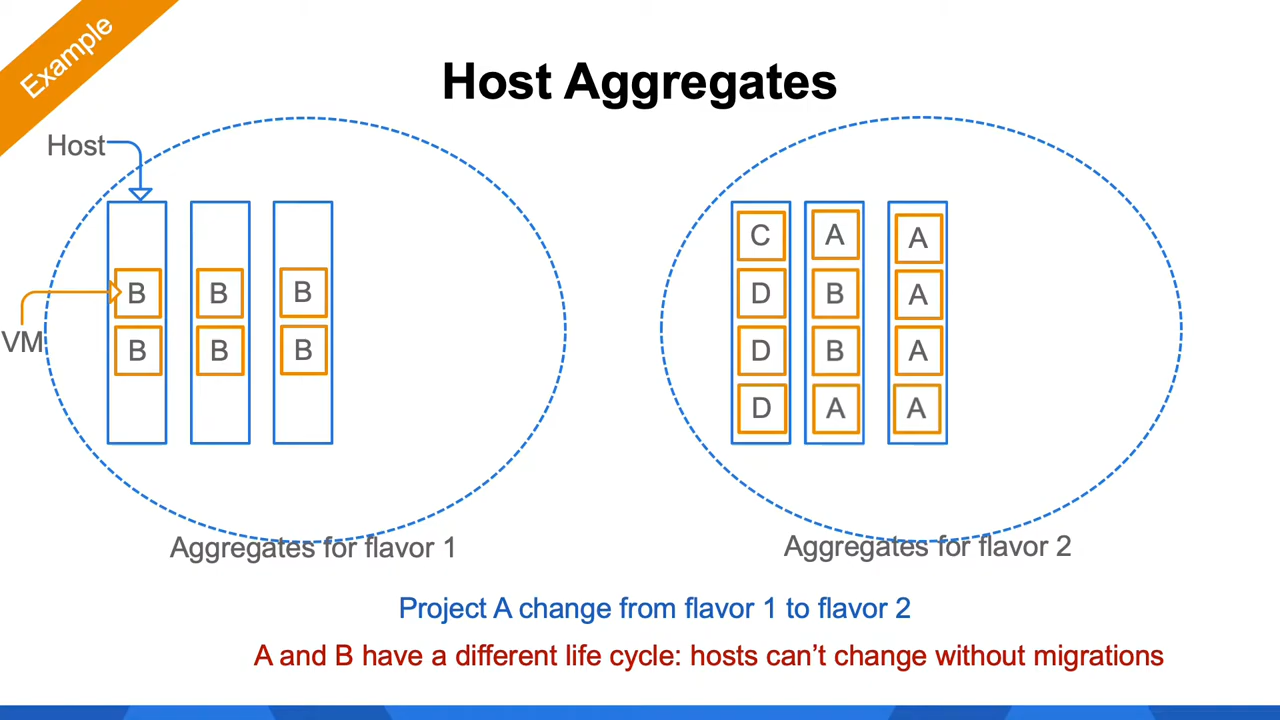 Example
Host Aggregates
Host
VM
B B B
B B B
C A A
D B A
D B A
D A A
Aggregates for flavor 1
Aggregates for flavor 2
Project A change from flavor 1 to flavor 2
A and B have a different life cycle: hosts can’t change without migrations